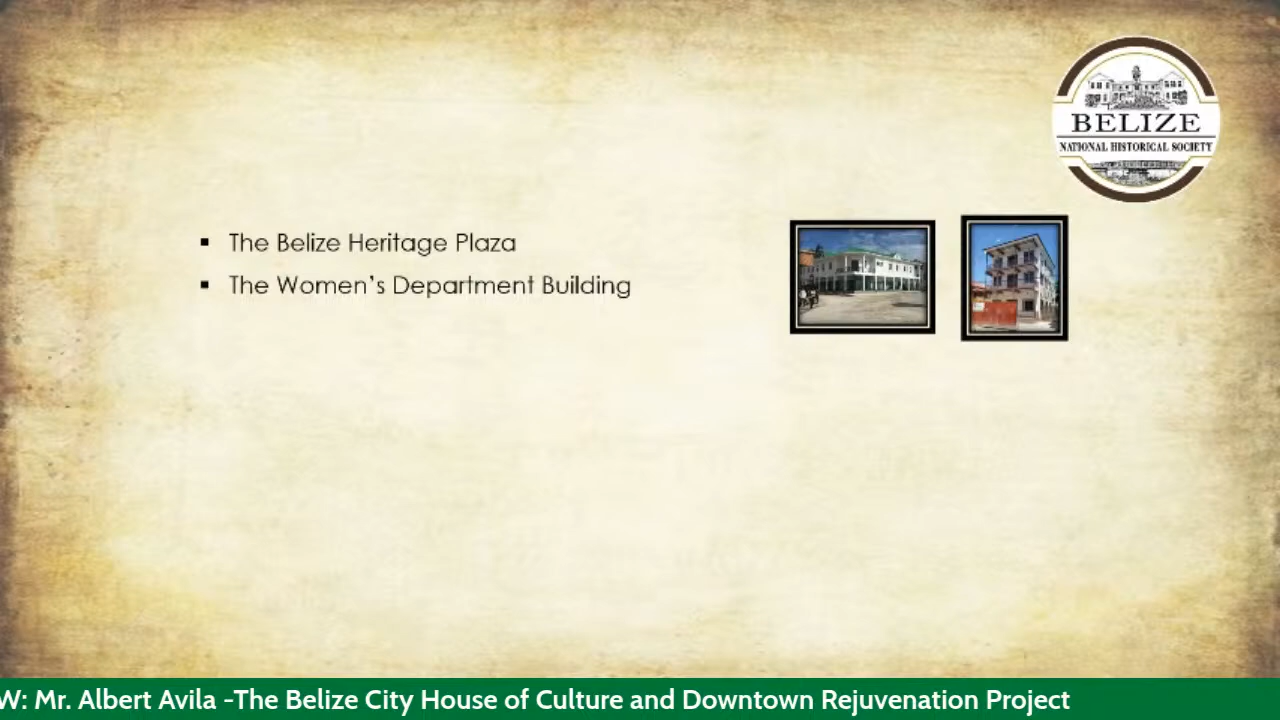 BELIZE
NATIONAL HISTORICAL SOCIETY
▪ The Belize Heritage Plaza
▪ The Women's Department Building
W: Mr. Albert Avila -The Belize City House of Culture and Downtown Rejuvenation Project